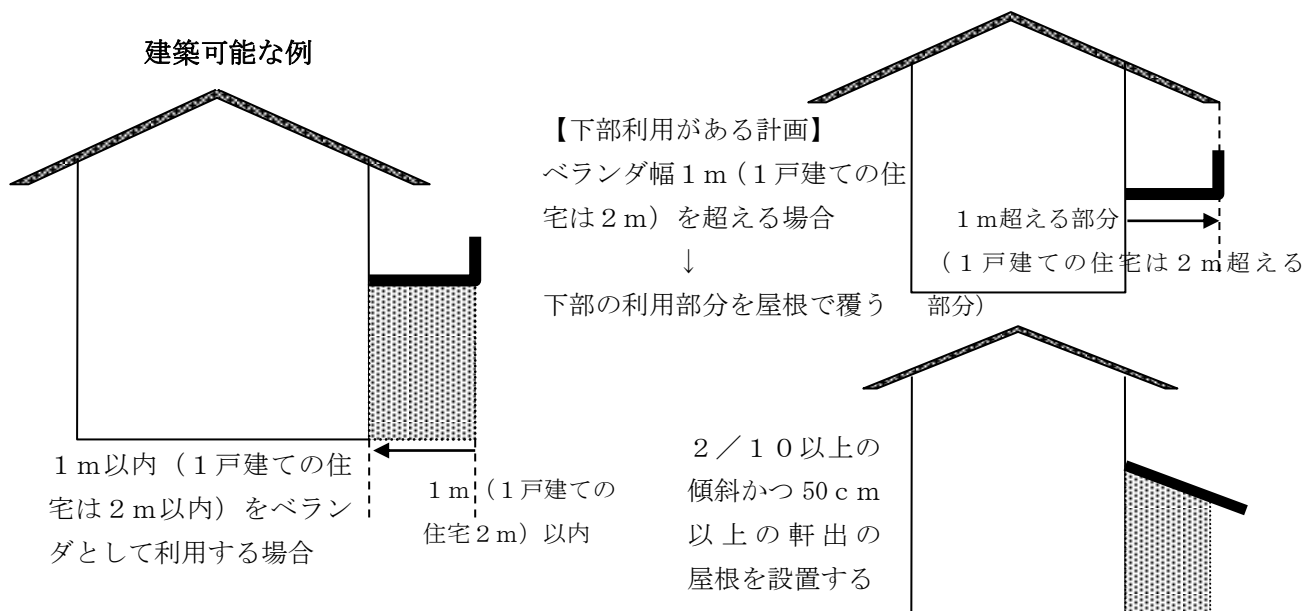 建築可能な例
1ｍ以内（１戸建ての住
宅は２ｍ以内）をベラン
ダとして利用する場合
１ｍ（１戸建ての
住宅２ｍ）以内
【下部利用がある計画】
ベランダ幅１ｍ（１戸建ての住
宅は２ｍ）を超える場合
↓
下部の利用部分を屋根で覆う
１ｍ超える部分
（１戸建ての住宅は２ｍ超える
部分）
２／１０以上の
傾斜かつ 50ｃｍ
以上の軒出の
屋根を設置する